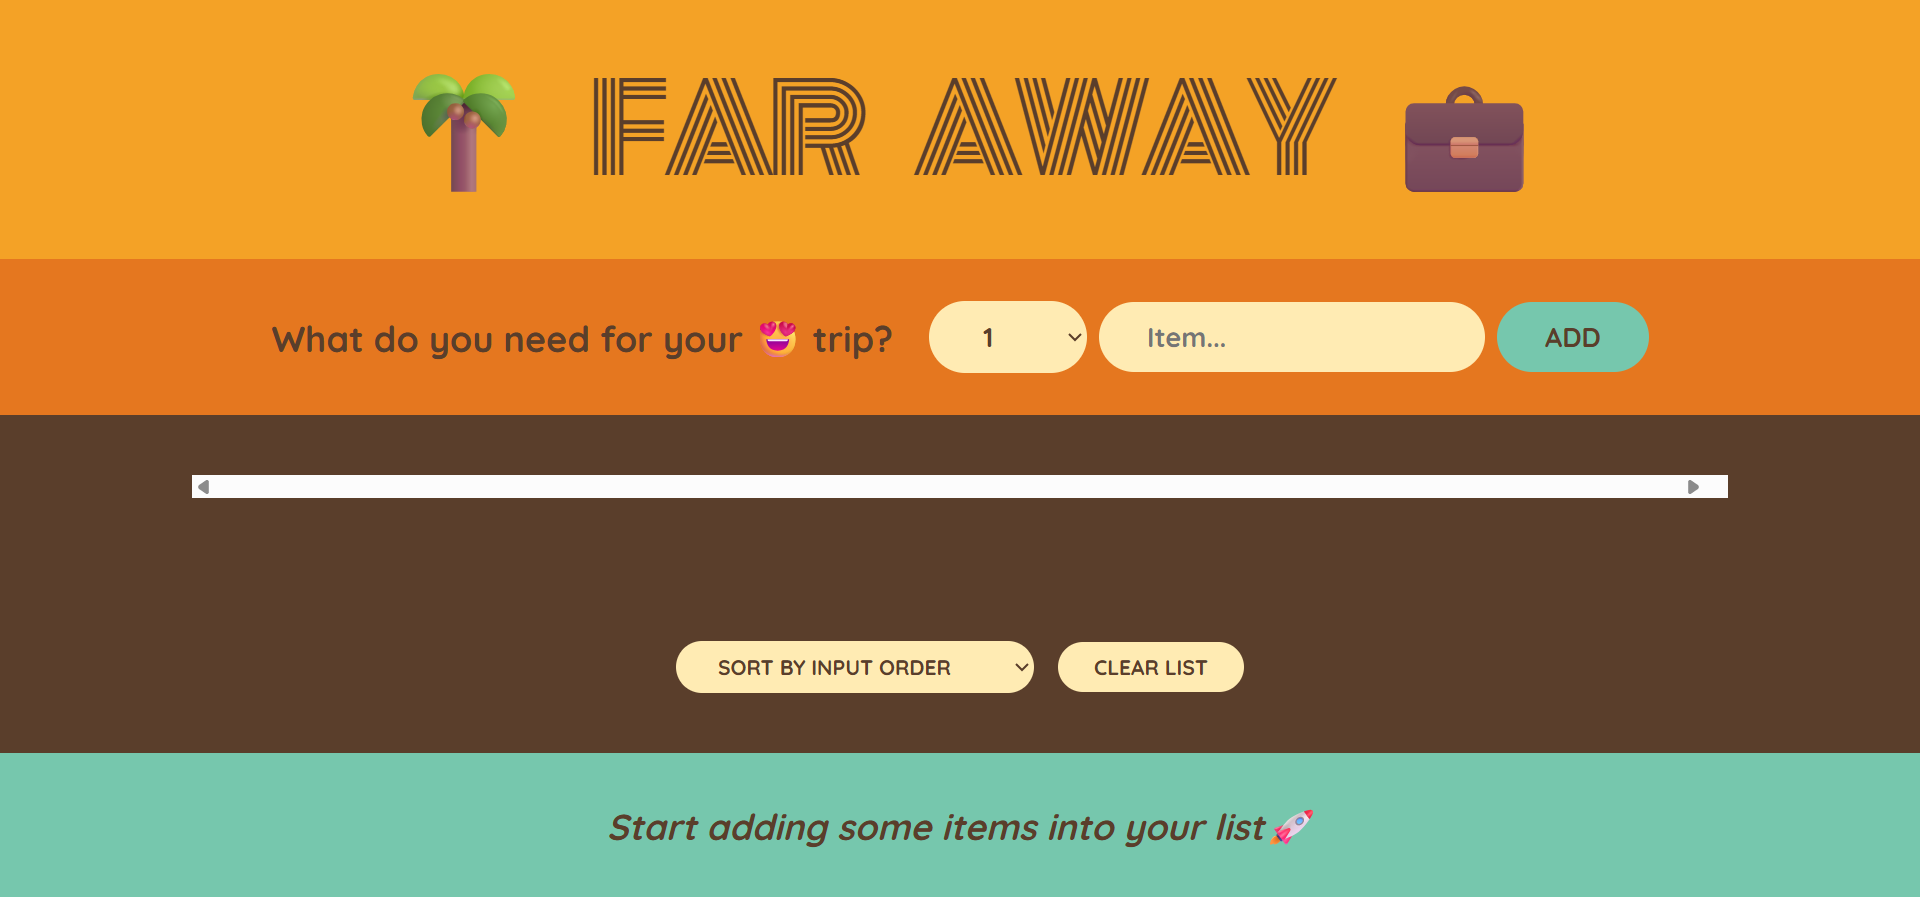 🌴 FAR AWAY 💼
What do you need for your 😍 trip? 1 Item... ADD
SORT BY INPUT ORDER CLEAR LIST
Start adding some items into your list🚀